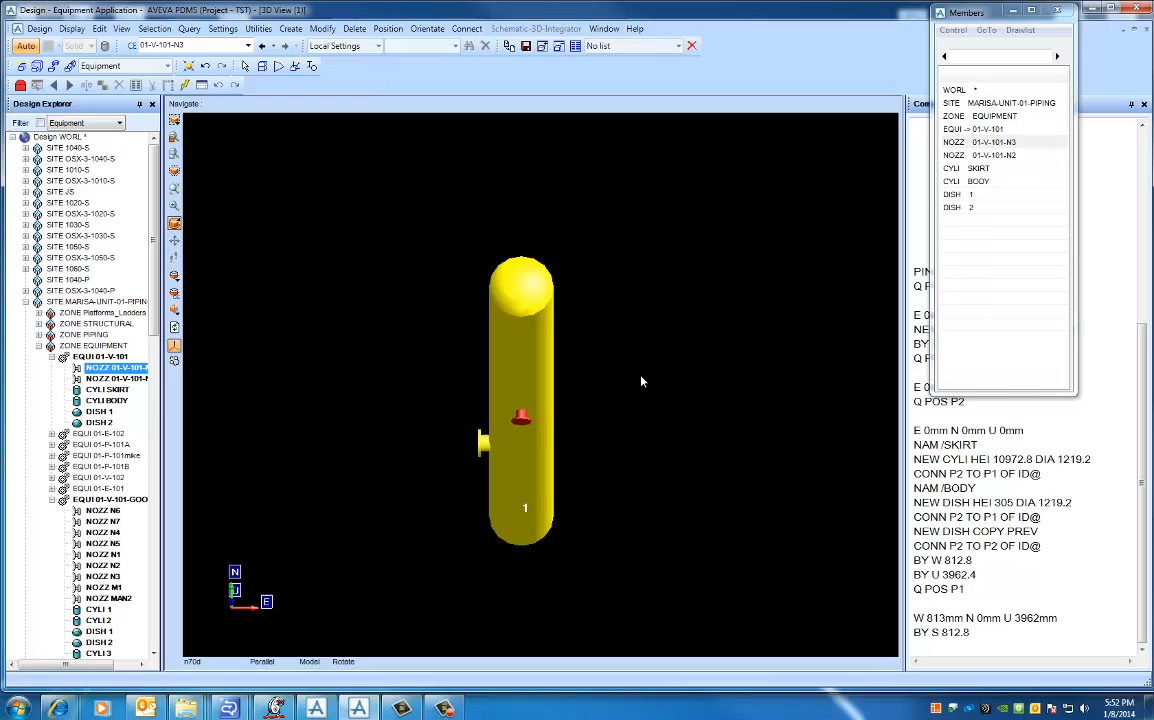 Design - Equipment Application - AVEVA PDMS (Project - TST) - [3D View (1)]
Design Display Edit View Selection Query Settings Utilities Create Modify Delete Position Orientate Connect Schematic-3D-Integrator Window Help
Auto Solid CE 01-V-101-N3 Local Settings No list
Equipment
Design Explorer
Filter Equipment
Design WORL *
SITE 1040-S
SITE OSX-3-1040-S
SITE 1010-S
SITE OSX-3-1010-S
SITE JS
SITE 1020-S
SITE OSX-3-1020-S
SITE 1030-S
SITE OSX-3-1030-S
SITE 1050-S
SITE OSX-3-1050-S
SITE 1060-S
SITE 1040-P
SITE OSX-3-1040-P
SITE MARISA-UNIT-01-PIPING
ZONE Platforms_Ladders
ZONE STRUCTURAL
ZONE PIPING
ZONE EQUIPMENT
EQUI 01-V-101
NOZZ 01-V-101-N
NOZZ 01-V-101-N
CYLI SKIRT
CYLI BODY
DISH 1
DISH 2
EQUI 01-E-102
EQUI 01-P-101A
EQUI 01-P-101mike
EQUI 01-P-101B
EQUI 01-V-102
EQUI 01-E-101
EQUI 01-V-101-GOO
NOZZ N6
NOZZ N7
NOZZ N4
NOZZ N5
NOZZ N1
NOZZ N2
NOZZ N3
NOZZ M1
NOZZ MAN2
CYLI 1
CYLI 2
DISH 1
DISH 2
CYLI 3
Navigate :
1
N
U
E
n70d Parallel Model Rotate
Members
Control GoTo Drawlist
WORL *
SITE MARISA-UNIT-01-PIPING
ZONE EQUIPMENT
EQUI -> 01-V-101
NOZZ 01-V-101-N3
NOZZ 01-V-101-N2
CYLI SKIRT
CYLI BODY
DISH 1
DISH 2
Q POS P2
E 0mm N 0mm U 0mm
NAM /SKIRT
NEW CYLI HEI 10972.8 DIA 1219.2
CONN P2 TO P1 OF ID@
NAM /BODY
NEW DISH HEI 305 DIA 1219.2
CONN P2 TO P1 OF ID@
NEW DISH COPY PREV
CONN P2 TO P2 OF ID@
BY W 812.8
BY U 3962.4
Q POS P1
W 813mm N 0mm U 3962mm
BY S 812.8
5:52 PM
1/8/2014